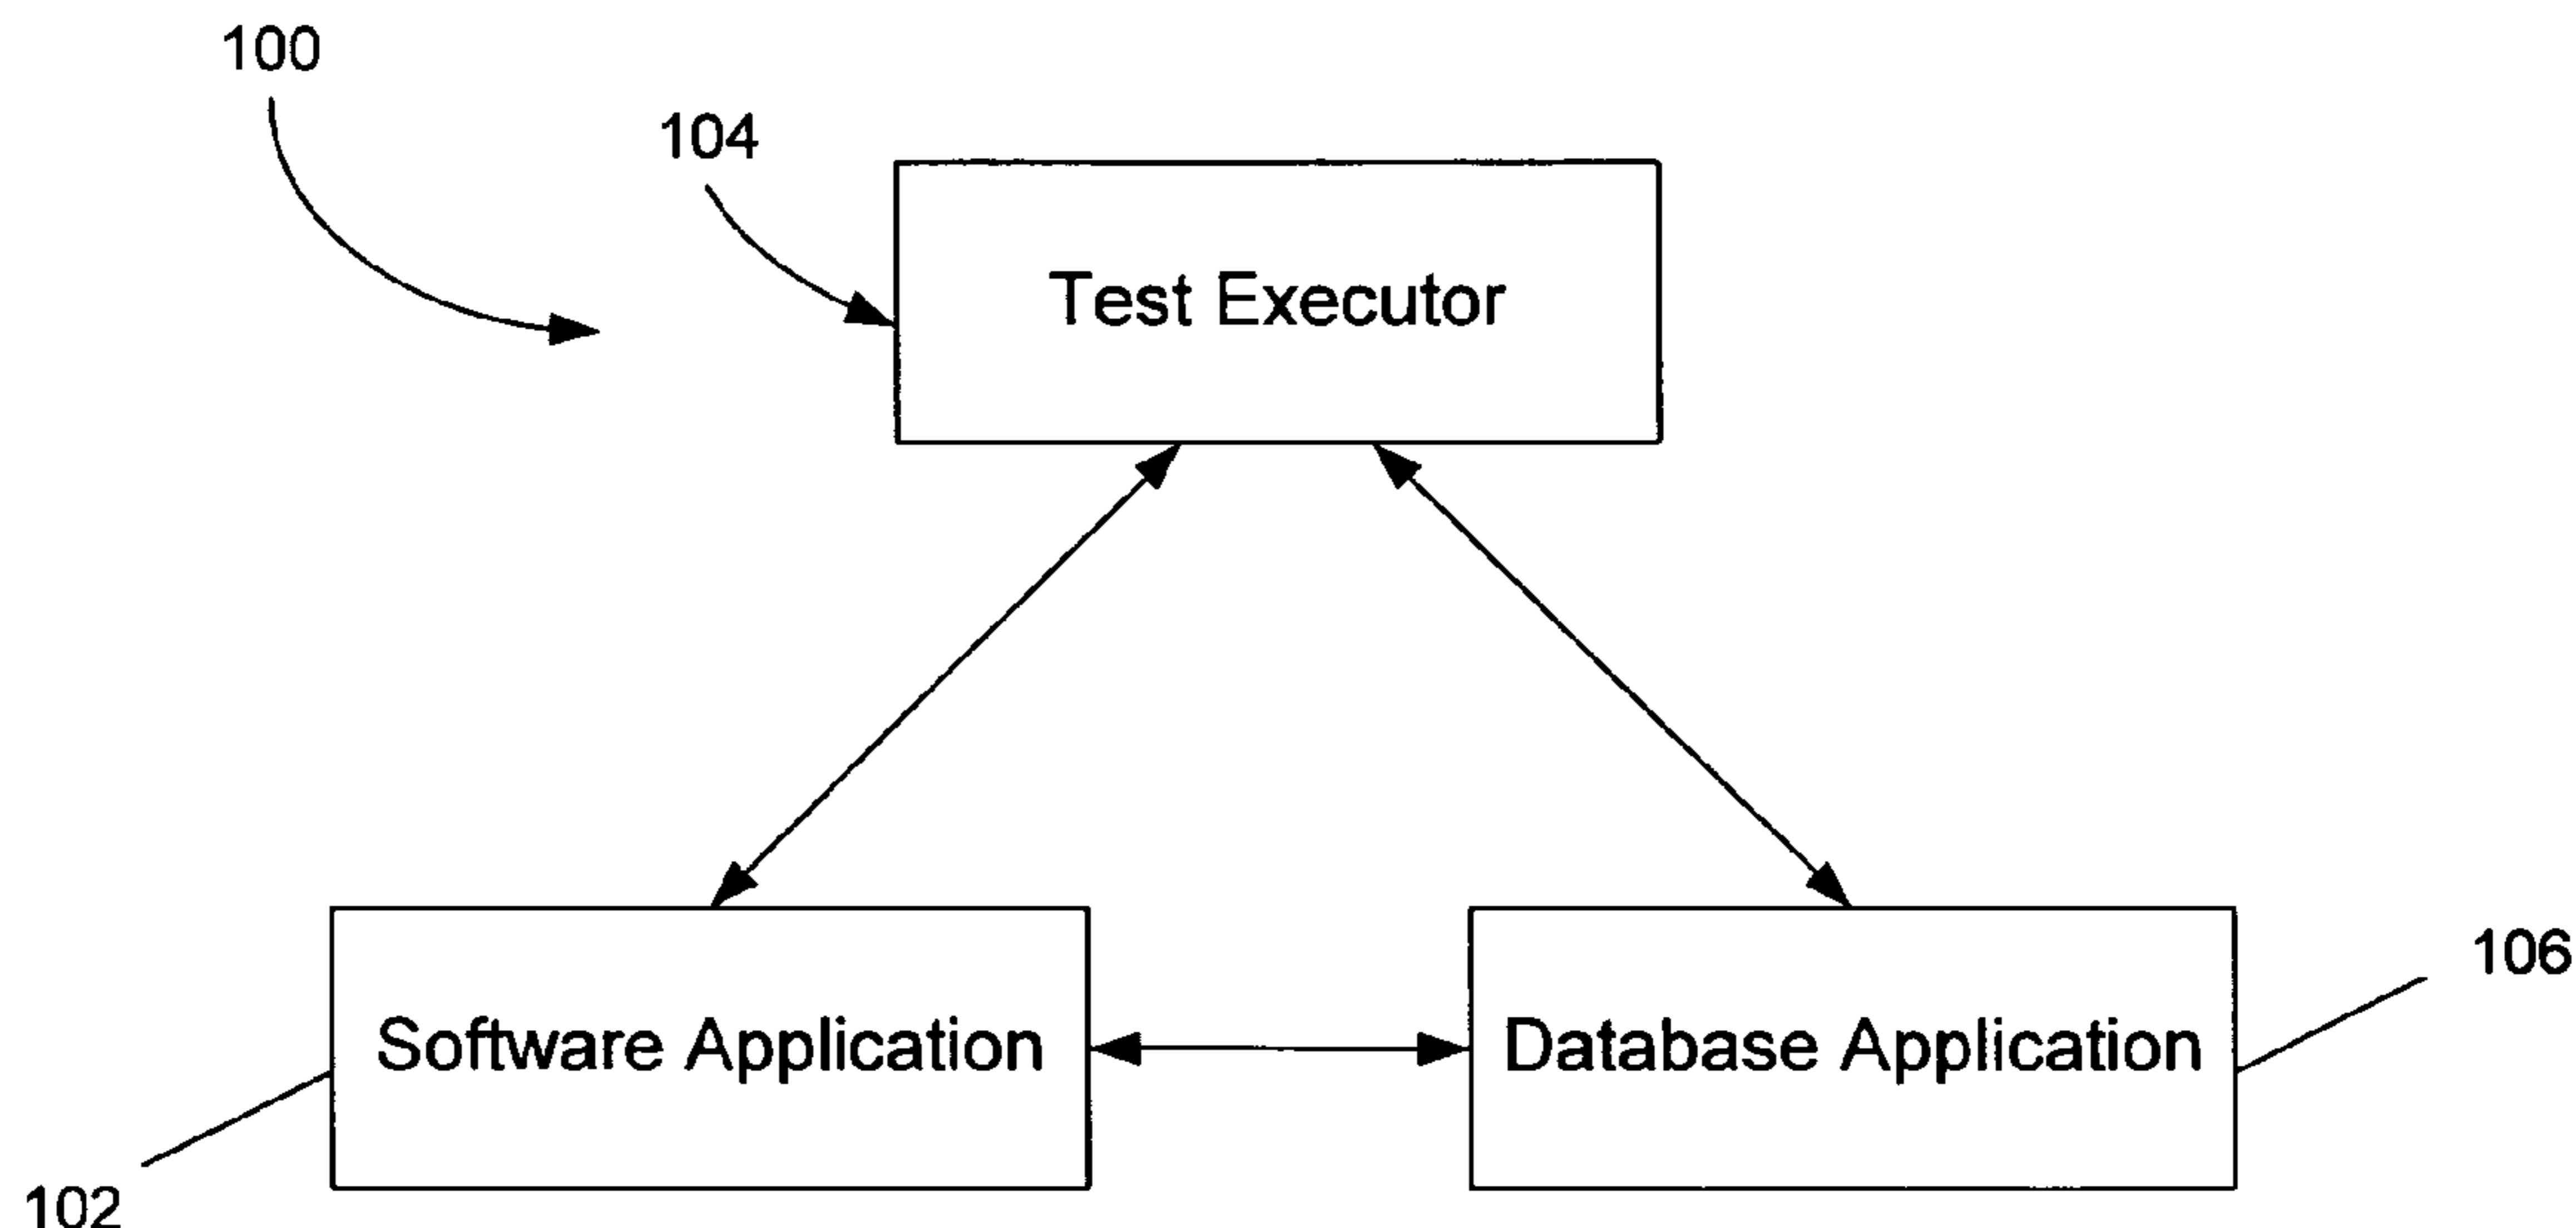 100
104
Test Executor
Software Application
Database Application
106
102